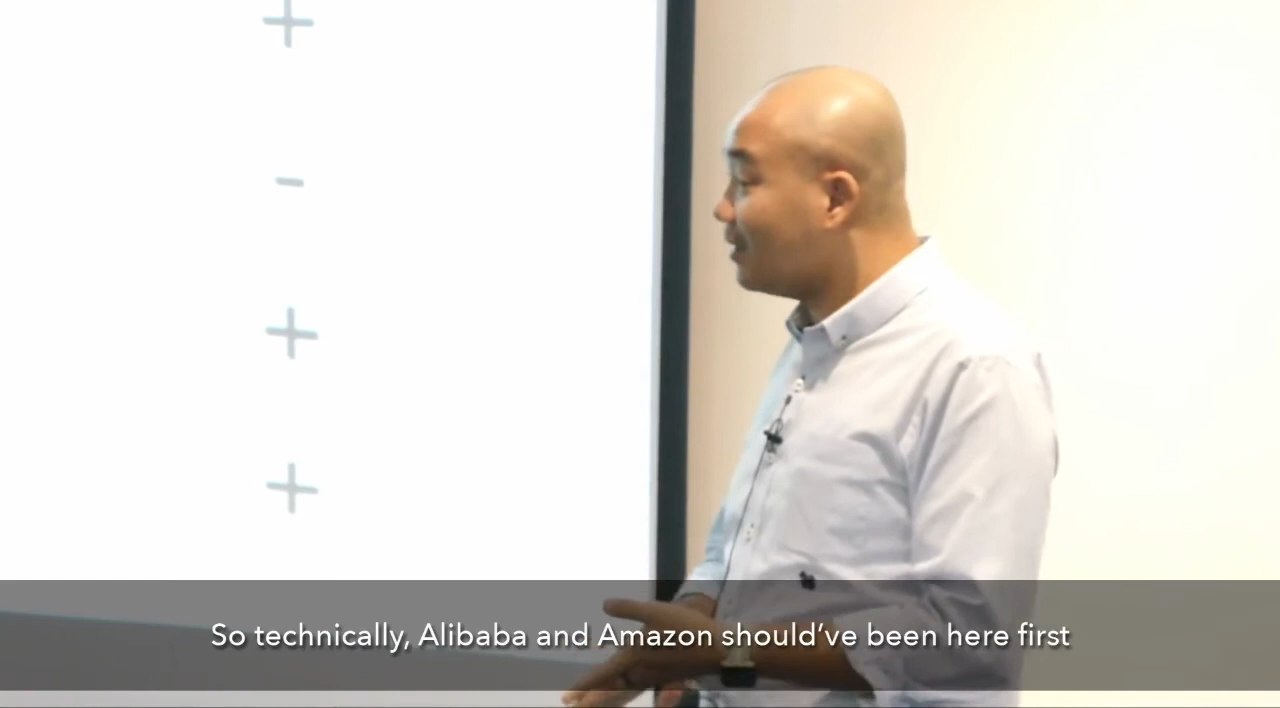 +
-
+
+
So technically, Alibaba and Amazon should've been here first